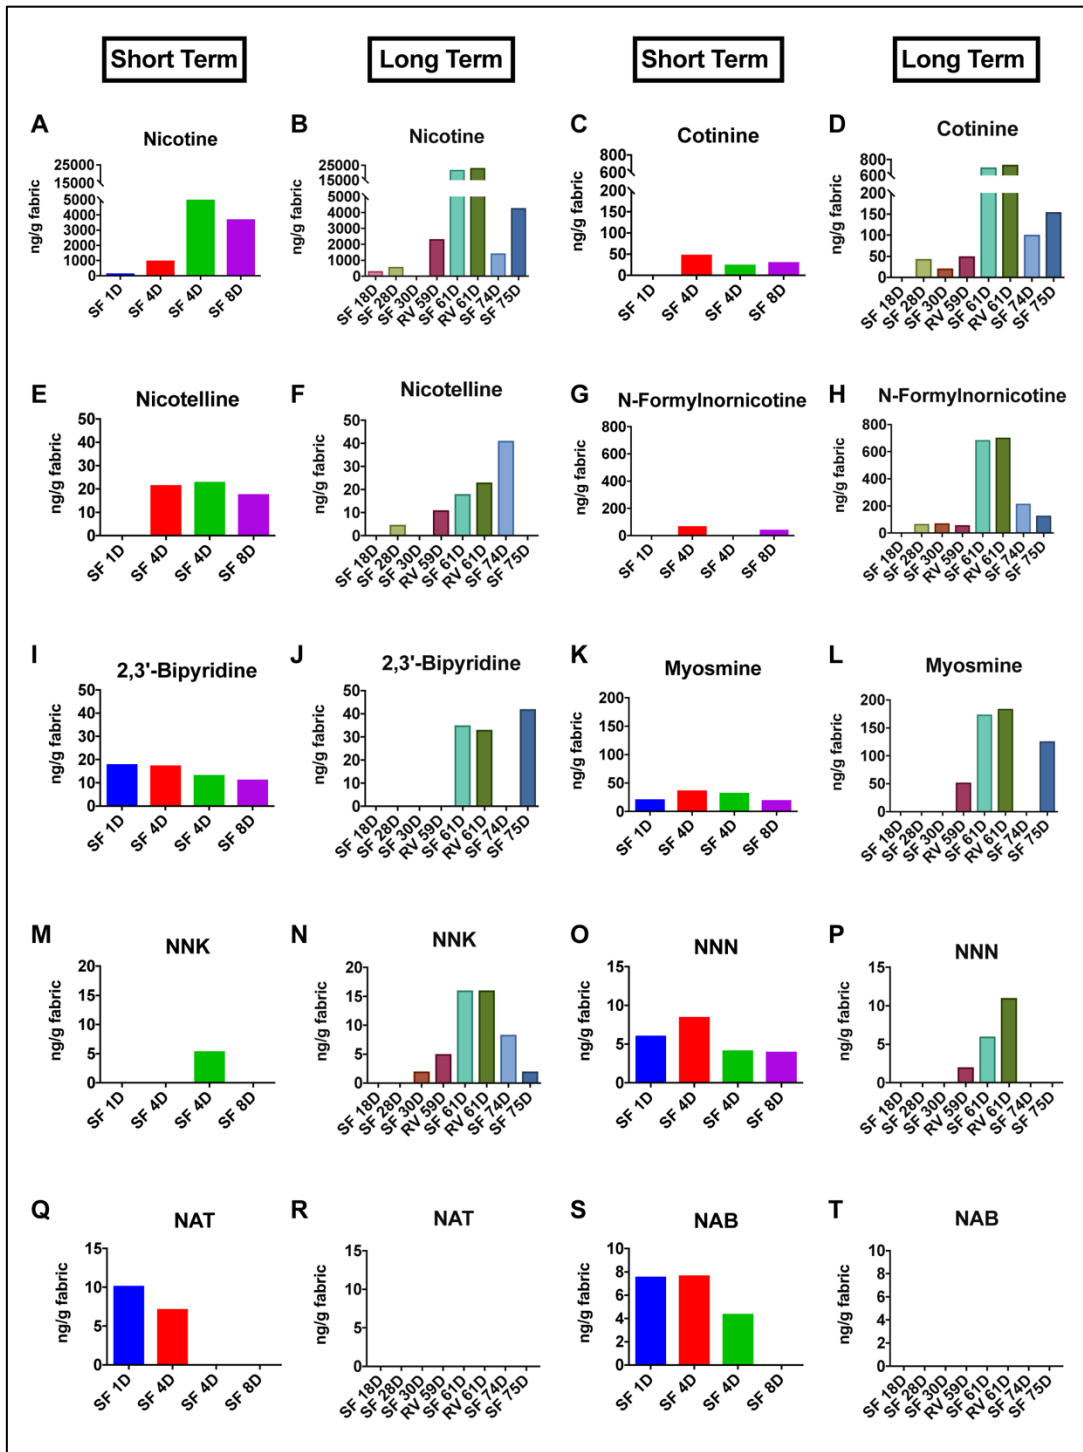 Short Term
Long Term
Short Term
Long Term
A
Nicotine
ng/g fabric
5000
4000
3000
2000
1000
0
SF 1D
SF 4D
SF 4D
SF 8D
B
Nicotine
ng/g fabric
25000
15000
5000
4000
3000
2000
1000
0
SF 18D
SF 28D
SF 30D
RV 59D
SF 61D
RV 61D
SF 74D
SF 75D
C
Cotinine
ng/g fabric
800
600
200
150
100
50
0
SF 1D
SF 4D
SF 4D
SF 8D
D
Cotinine
ng/g fabric
800
600
200
150
100
50
0
SF 18D
SF 28D
SF 30D
RV 59D
SF 61D
RV 61D
SF 74D
SF 75D
E
Nicotelline
ng/g fabric
50
40
30
20
10
0
SF 1D
SF 4D
SF 4D
SF 8D
F
Nicotelline
ng/g fabric
50
40
30
20
10
0
SF 18D
SF 28D
SF 30D
RV 59D
SF 61D
RV 61D
SF 74D
SF 75D
G
N-Formylnornicotine
ng/g fabric
800
600
400
200
0
SF 1D
SF 4D
SF 4D
SF 8D
H
N-Formylnornicotine
ng/g fabric
800
600
400
200
0
SF 18D
SF 28D
SF 30D
RV 59D
SF 61D
RV 61D
SF 74D
SF 75D
I
2,3'-Bipyridine
ng/g fabric
50
40
30
20
10
0
SF 1D
SF 4D
SF 4D
SF 8D
J
2,3'-Bipyridine
ng/g fabric
50
40
30
20
10
0
SF 18D
SF 28D
SF 30D
RV 59D
SF 61D
RV 61D
SF 74D
SF 75D
K
Myosmine
ng/g fabric
200
150
100
50
0
SF 1D
SF 4D
SF 4D
SF 8D
L
Myosmine
ng/g fabric
200
150
100
50
0
SF 18D
SF 28D
SF 30D
RV 59D
SF 61D
RV 61D
SF 74D
SF 75D
M
NNK
ng/g fabric
20
15
10
5
0
SF 1D
SF 4D
SF 4D
SF 8D
N
NNK
ng/g fabric
20
15
10
5
0
SF 18D
SF 28D
SF 30D
RV 59D
SF 61D
RV 61D
SF 74D
SF 75D
O
NNN
ng/g fabric
15
10
5
0
SF 1D
SF 4D
SF 4D
SF 8D
P
NNN
ng/g fabric
15
10
5
0
SF 18D
SF 28D
SF 30D
RV 59D
SF 61D
RV 61D
SF 74D
SF 75D
Q
NAT
ng/g fabric
15
10
5
0
SF 1D
SF 4D
SF 4D
SF 8D
R
NAT
ng/g fabric
15
10
5
0
SF 18D
SF 28D
SF 30D
RV 59D
SF 61D
RV 61D
SF 74D
SF 75D
S
NAB
ng/g fabric
10
8
6
4
2
0
SF 1D
SF 4D
SF 4D
SF 8D
T
NAB
ng/g fabric
10
8
6
4
2
0
SF 18D
SF 28D
SF 30D
RV 59D
SF 61D
RV 61D
SF 74D
SF 75D